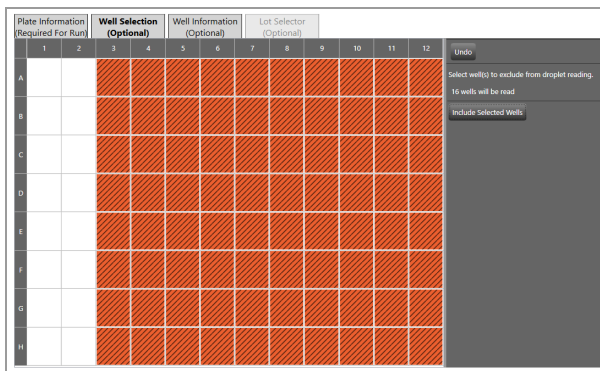 Plate Information
(Required For Run)
Well Selection
(Optional)
Well Information
(Optional)
Lot Selector
(Optional)
1 2 3 4 5 6 7 8 9 10 11 12
A
B
C
D
E
F
G
H
Undo
Select well(s) to exclude from droplet reading.
16 wells will be read
Include Selected Wells